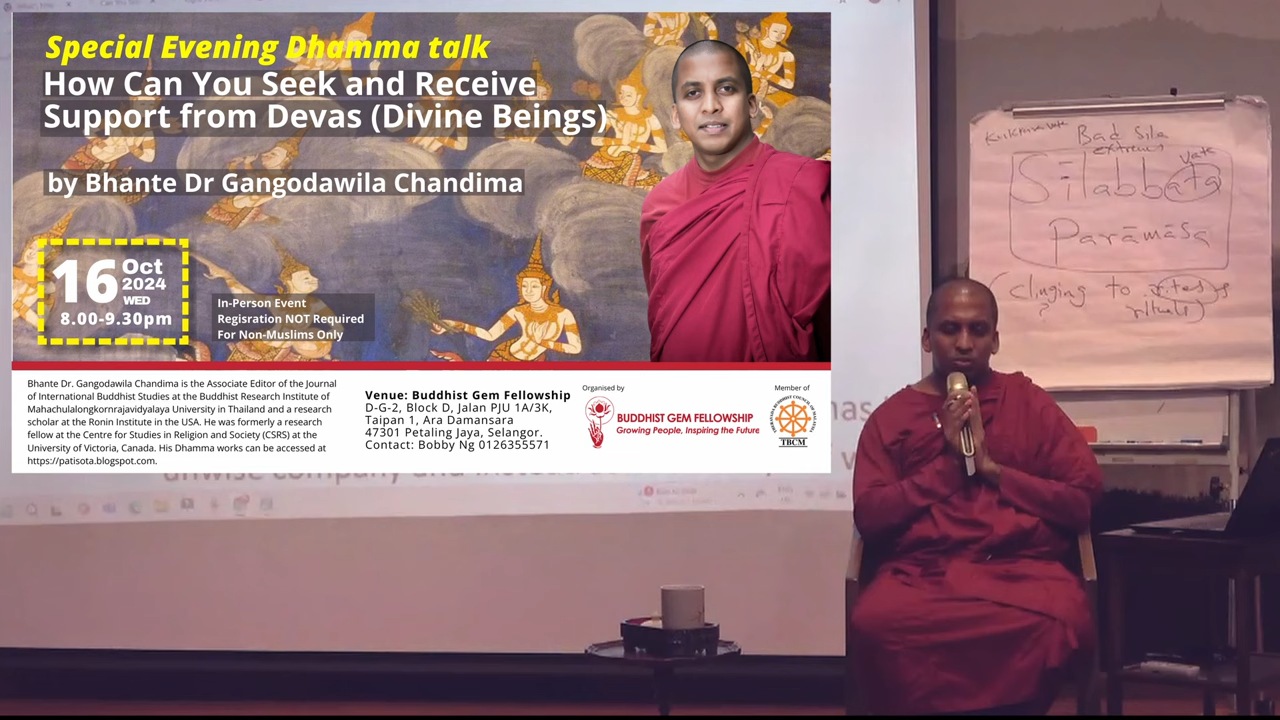 Special Evening Dhamma talk
How Can You Seek and Receive
Support from Devas (Divine Beings)
by Bhante Dr Gangodawila Chandima
16 Oct
2024
WED
8.00-9.30pm
In-Person Event
Regisration NOT Required
For Non-Muslims Only
Bhante Dr. Gangodawila Chandima is the Associate Editor of the Journal
of International Buddhist Studies at the Buddhist Research Institute of
Mahachulalongkornrajavidyalaya University in Thailand and a research
scholar at the Ronin Institute in the USA. He was formerly a research
fellow at the Centre for Studies in Religion and Society (CSRS) at the
University of Victoria, Canada. His Dhamma works can be accessed at
https://patisota.blogspot.com.
Venue: Buddhist Gem Fellowship
D-G-2, Block D, Jalan PJU 1A/3K,
Taipan 1, Ara Damansara
47301 Petaling Jaya, Selangor.
Contact: Bobby Ng 0126355571
Organised by
BUDDHIST GEM FELLOWSHIP
Growing People, Inspiring the Future
Member of
TBCM
Bad Sila
extreme
Vata
Sīlabbata
Parāmāsa
(clinging to rites &
rituals)
?